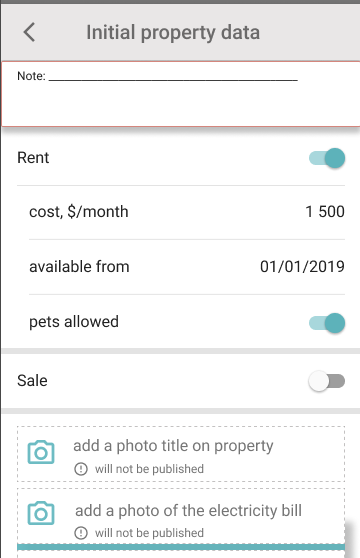 Initial property data
Note: ______________________________________
Rent
cost, $/month 1 500
available from 01/01/2019
pets allowed
Sale
add a photo title on property
will not be published
add a photo of the electricity bill
will not be published